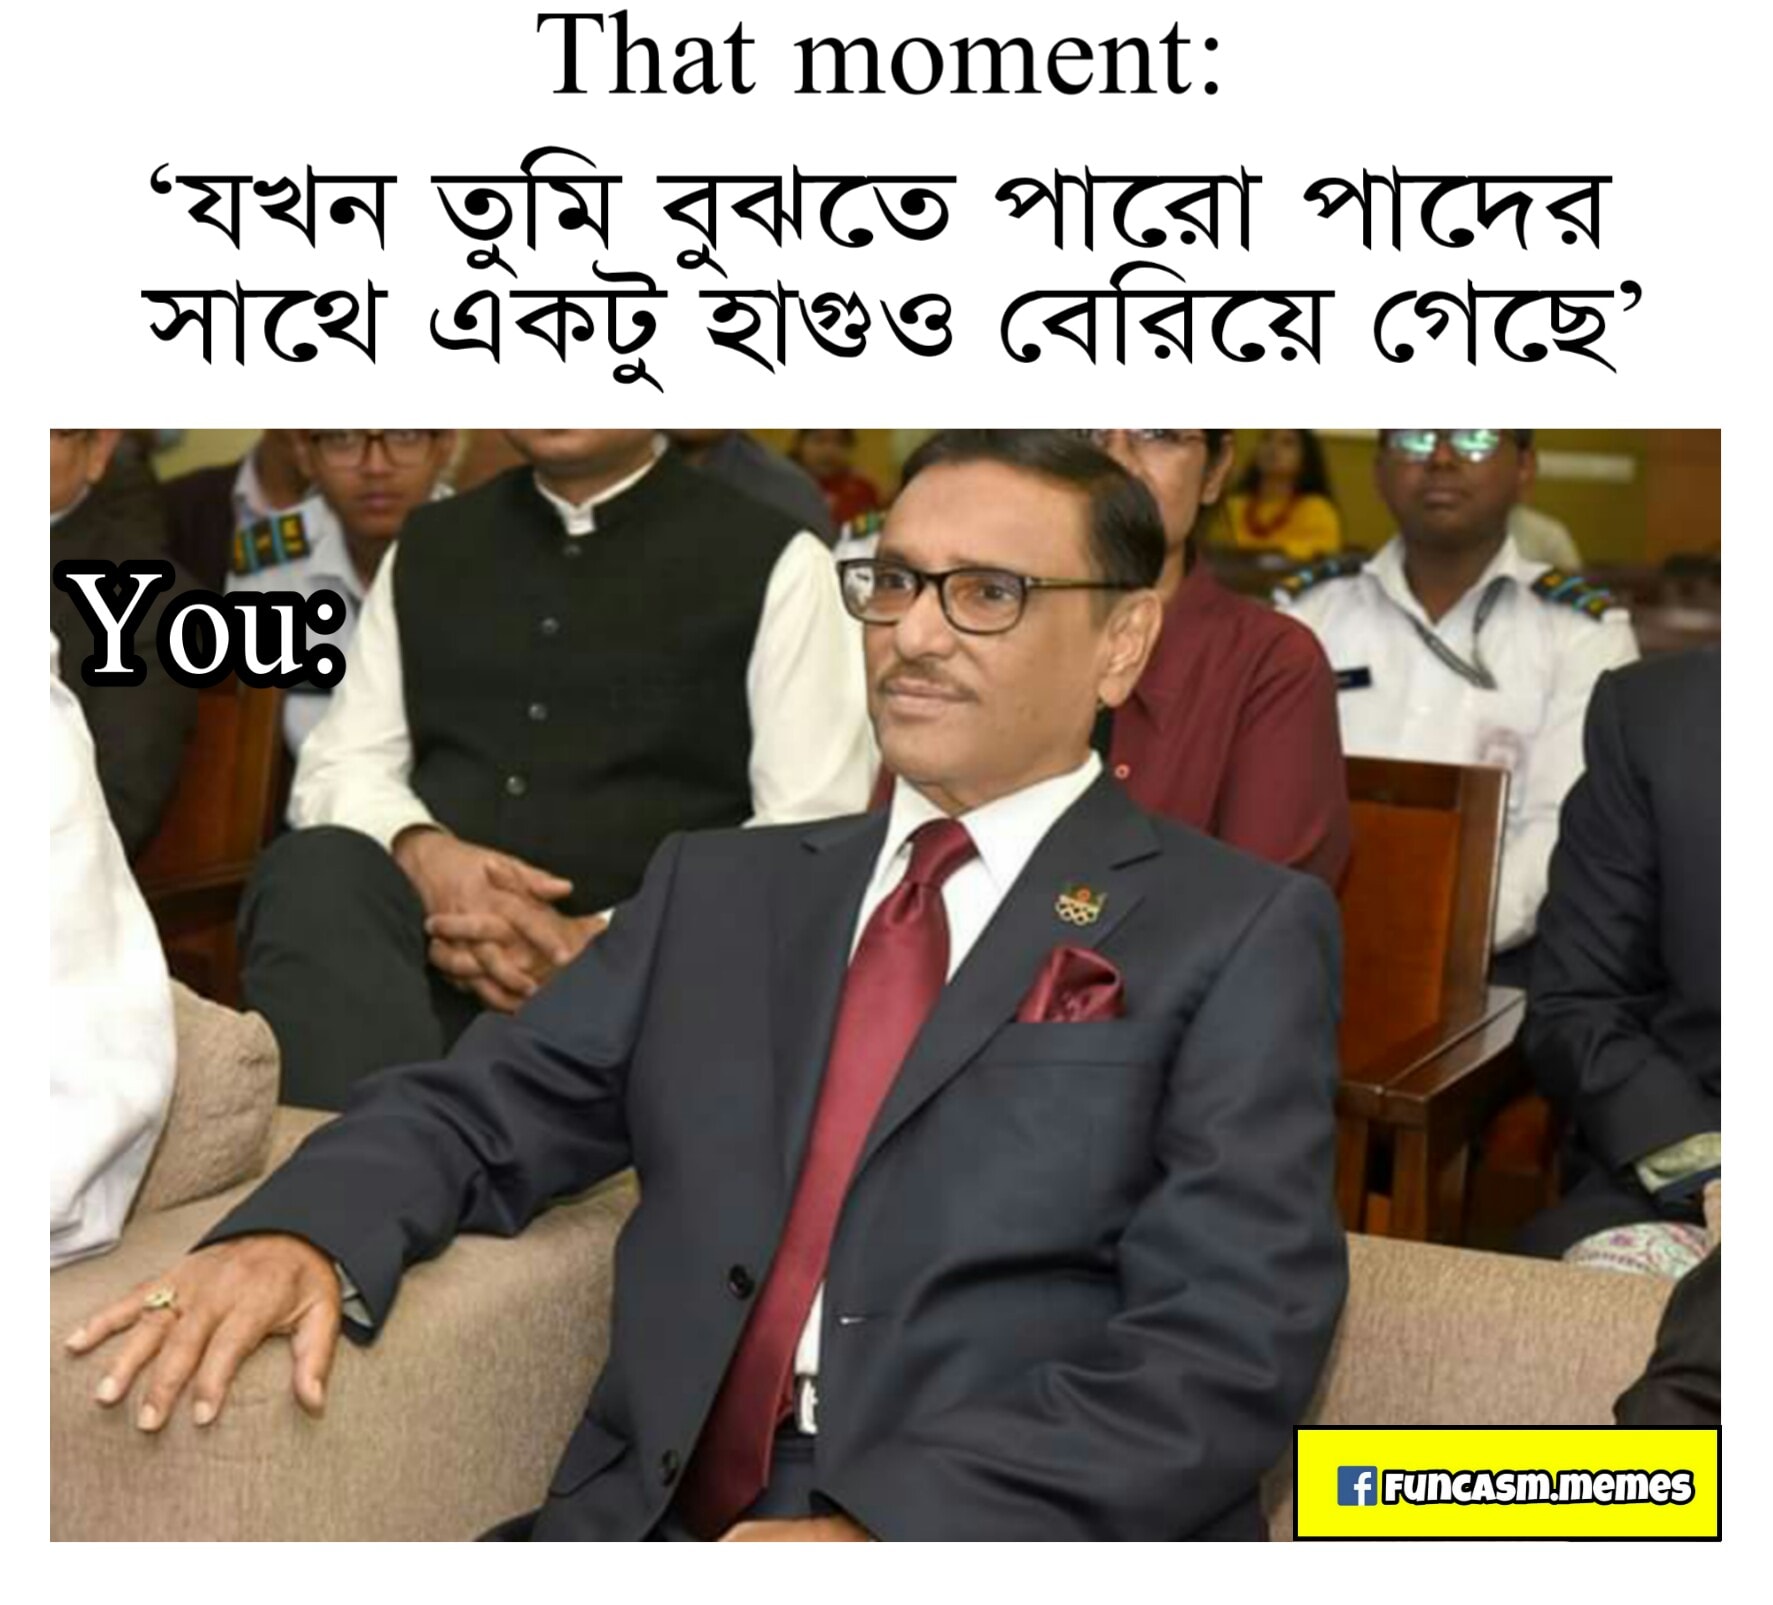 That moment:
‘যখন তুমি বুঝতে পারো পাদের
সাথে একটু হাগুও বেরিয়ে গেছে’
You:
f Funcasm.memes